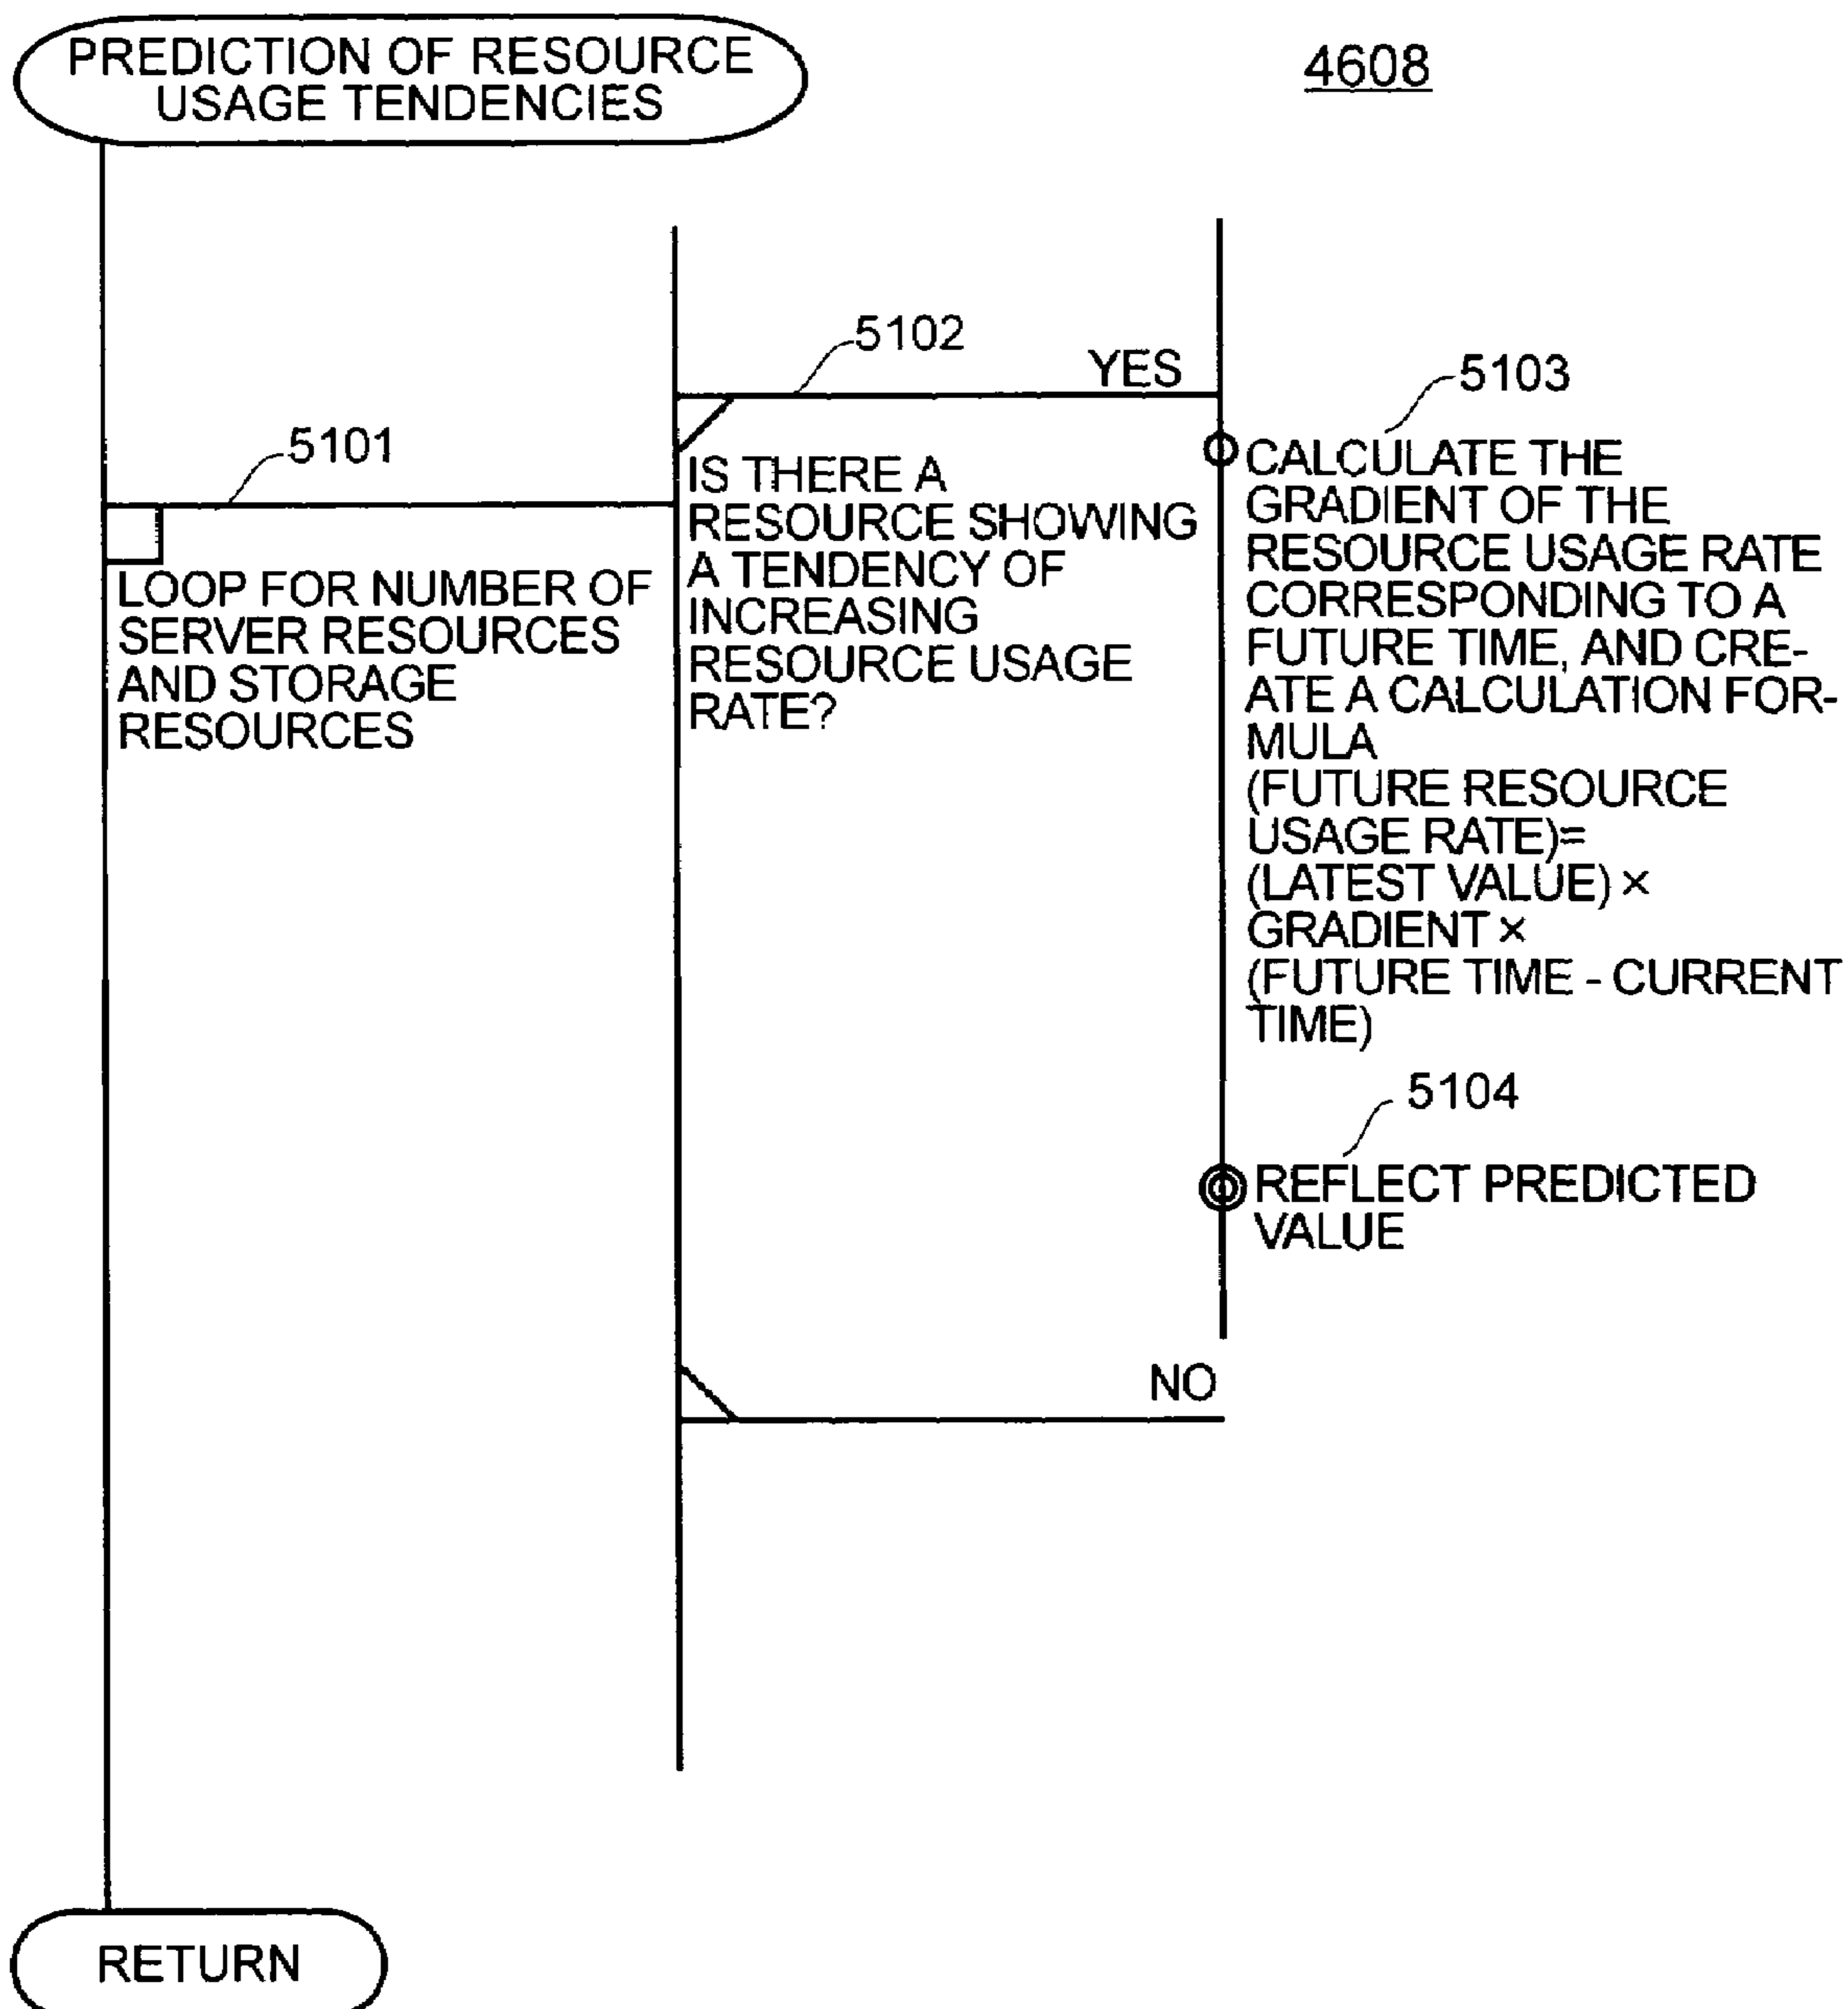 PREDICTION OF RESOURCE
USAGE TENDENCIES
4608
5101
LOOP FOR NUMBER OF
SERVER RESOURCES
AND STORAGE
RESOURCES
5102
YES
IS THERE A
RESOURCE SHOWING
A TENDENCY OF
INCREASING
RESOURCE USAGE
RATE?
5103
CALCULATE THE
GRADIENT OF THE
RESOURCE USAGE RATE
CORRESPONDING TO A
FUTURE TIME, AND CRE-
ATE A CALCULATION FOR-
MULA
(FUTURE RESOURCE
USAGE RATE)=
(LATEST VALUE) ×
GRADIENT ×
(FUTURE TIME - CURRENT
TIME)
5104
REFLECT PREDICTED
VALUE
NO
RETURN